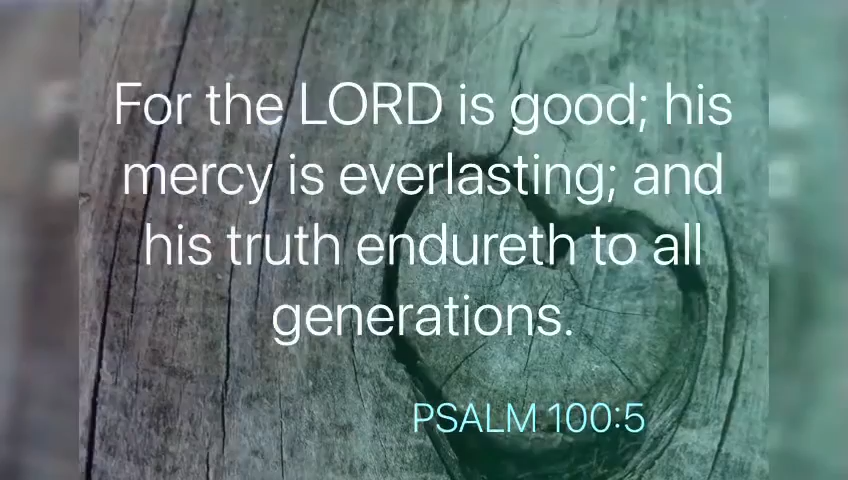 For the LORD is good; his
mercy is everlasting; and
his truth endureth to all
generations.
PSALM 100:5